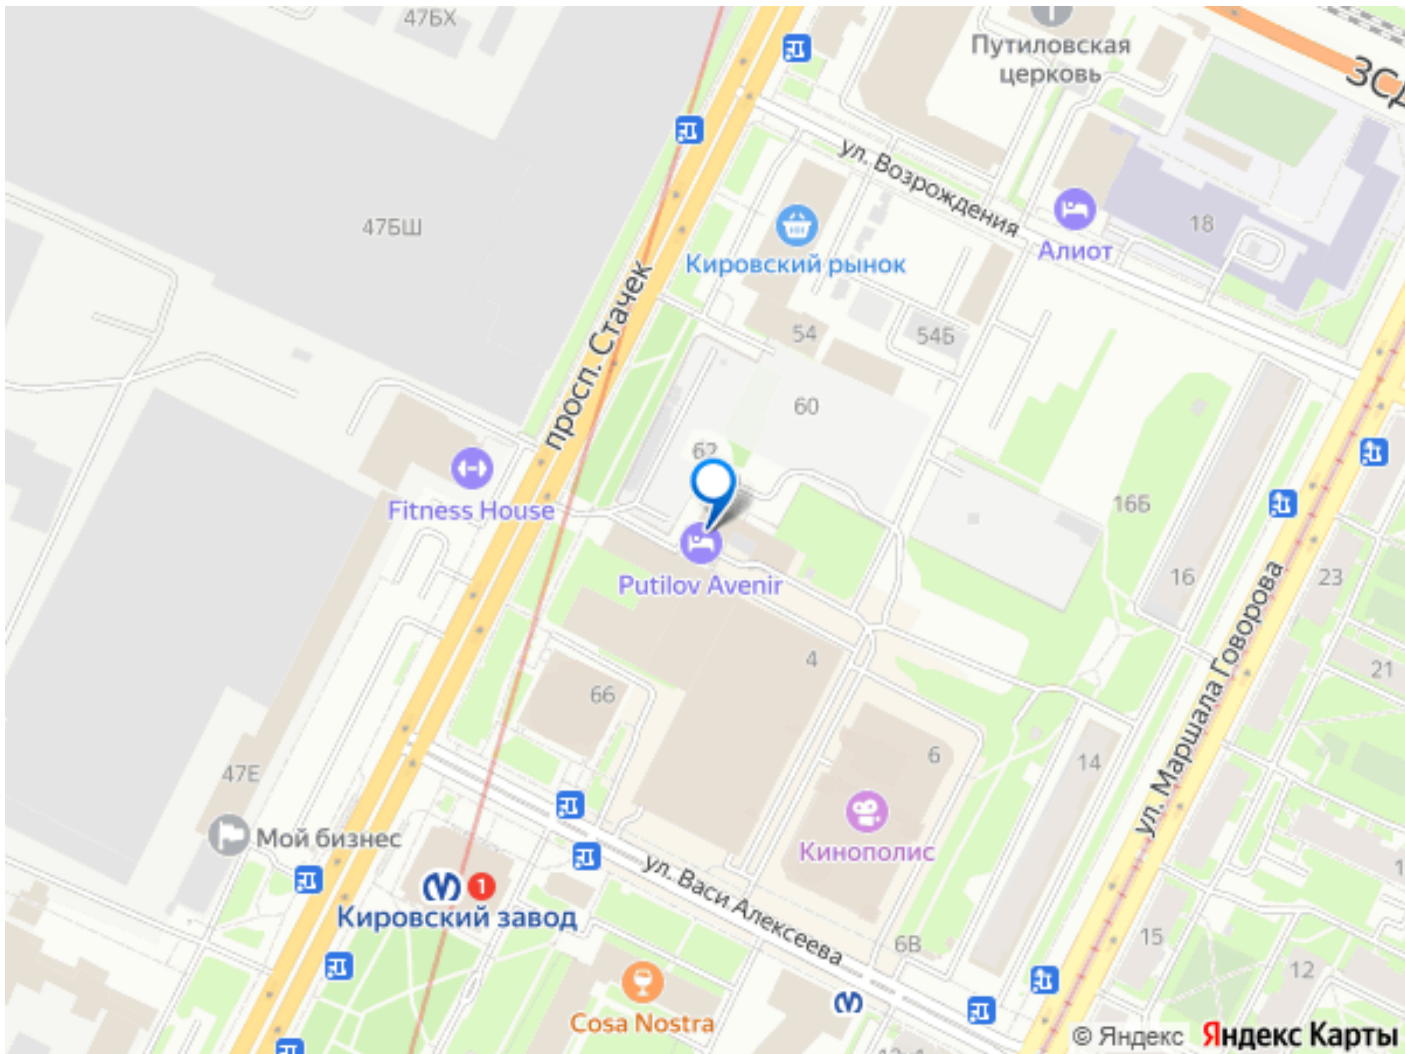 47БХ
Путиловская
церковь
ЗСД
ул. Возрождения
47БШ
18
Алиот
Кировский рынок
просп. Стачек
54
54Б
60
62
Fitness House
16Б
Putilov Avenir
16
23
4
21
66
ул. Маршала Говорова
6
14
47Е
Мой бизнес
Кинополис
1
Кировский завод
ул. Васи Алексеева
6В
15
12
Cosa Nostra
© Яндекс Яндекс Карты